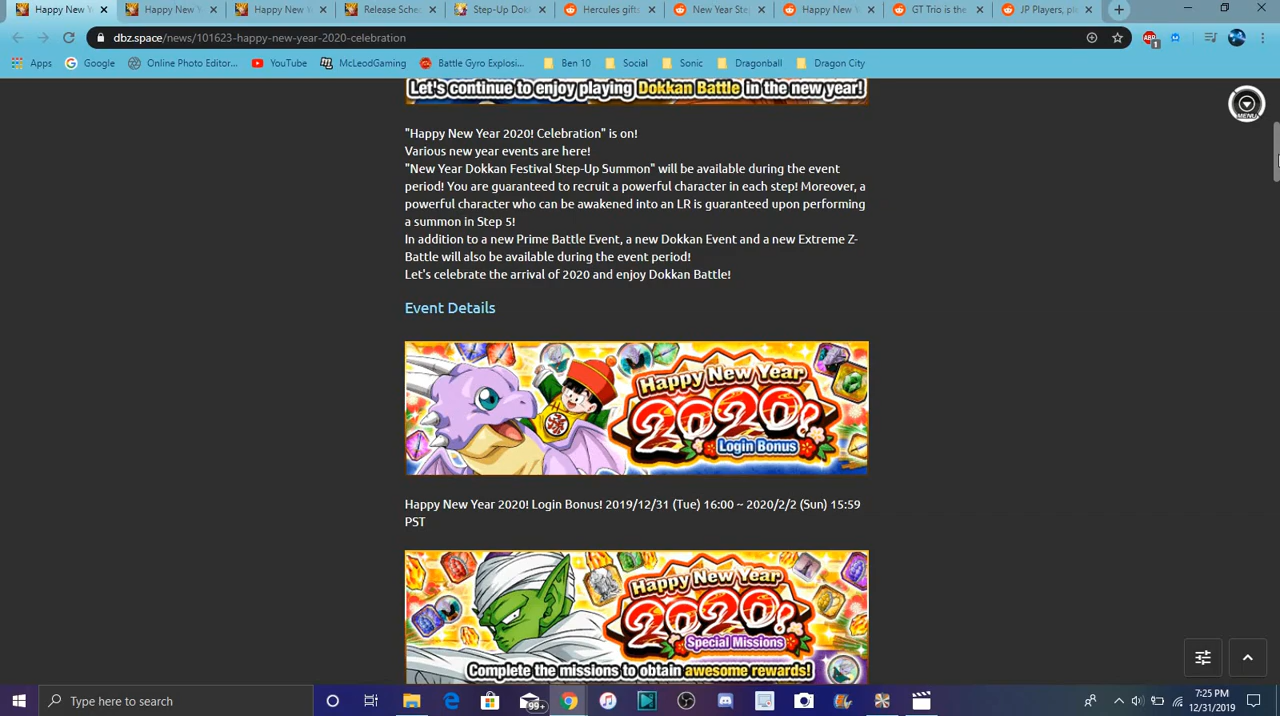 Happy New Y
Happy New Y
Happy New
Release Sche
Step-Up Dok
Hercules gifts
New Year Ste
Happy New Y
GT Trio is the
JP Players, pl
dbz.space/news/101623-happy-new-year-2020-celebration
ABP
1
Apps
Google
Online Photo Editor...
YouTube
McLeodGaming
Battle Gyro Explosi...
Ben 10
Social
Sonic
Dragonball
Dragon City
Let's continue to enjoy playing Dokkan Battle in the new year!
MENU
"Happy New Year 2020! Celebration" is on!
Various new year events are here!
"New Year Dokkan Festival Step-Up Summon" will be available during the event
period! You are guaranteed to recruit a powerful character in each step! Moreover, a
powerful character who can be awakened into an LR is guaranteed upon performing
a summon in Step 5!
In addition to a new Prime Battle Event, a new Dokkan Event and a new Extreme Z-
Battle will also be available during the event period!
Let's celebrate the arrival of 2020 and enjoy Dokkan Battle!
Event Details
Happy New Year
2020!
Login Bonus
Happy New Year 2020! Login Bonus! 2019/12/31 (Tue) 16:00 ~ 2020/2/2 (Sun) 15:59
PST
Happy New Year
2020!
Special Missions
Complete the missions to obtain awesome rewards!
Type here to search
99+
7:25 PM
12/31/2019